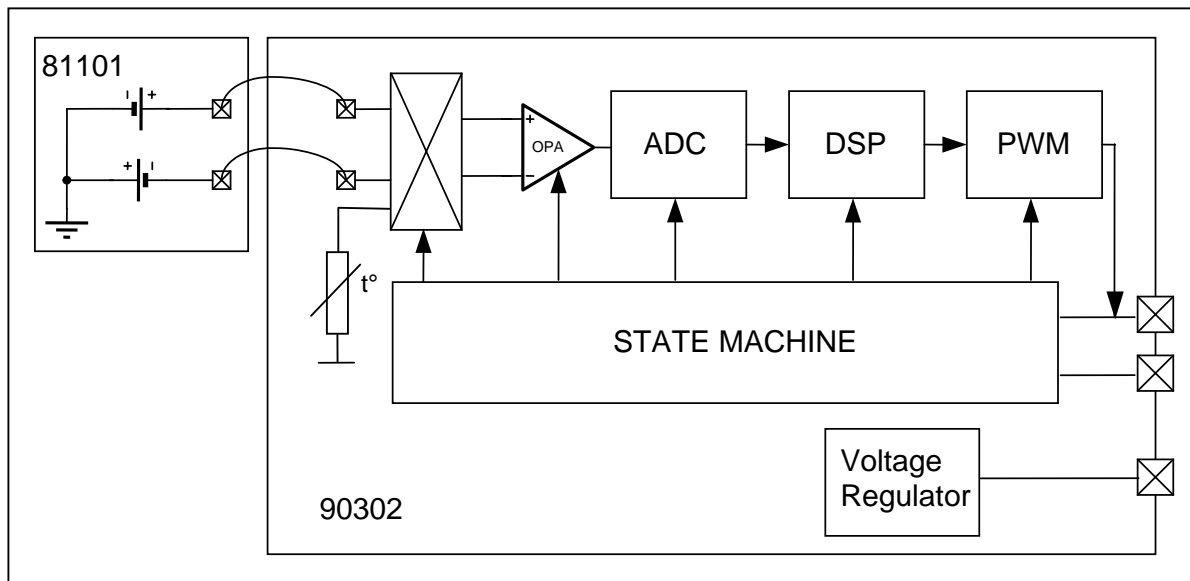 81101
ı +
+ ı
+
OPA
−
ADC
DSP
PWM
t°
STATE MACHINE
Voltage
Regulator
90302